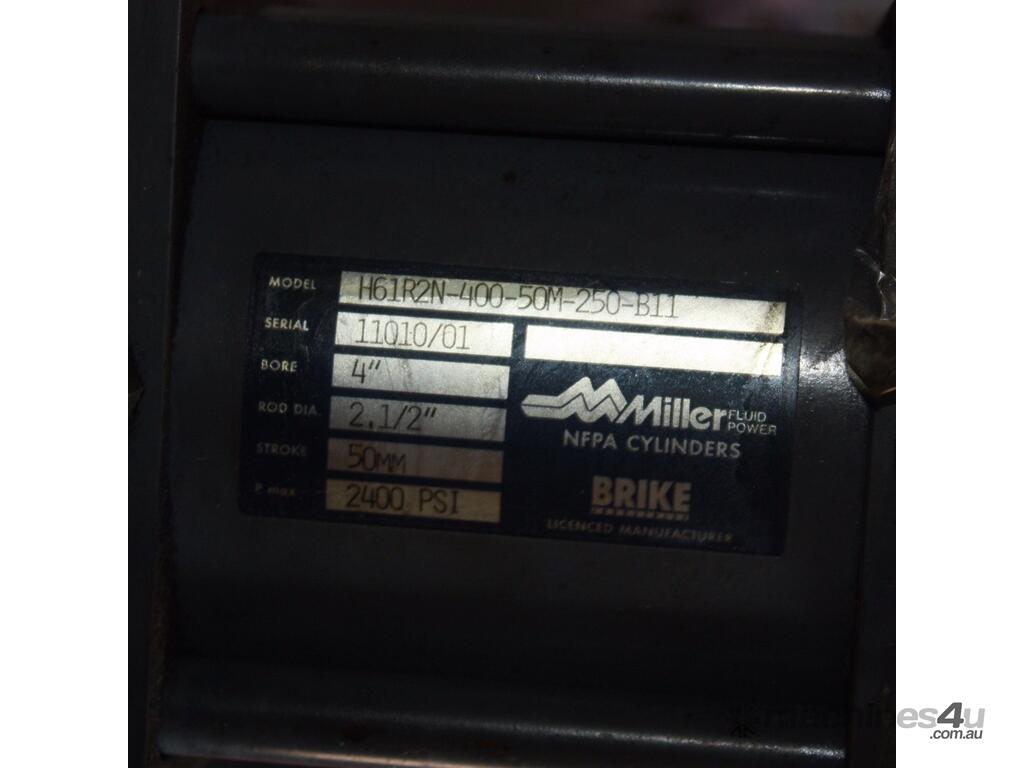 MODEL H61R2N-400-50M-250-B11
SERIAL 11010/01
BORE 4"
ROD DIA. 2.1/2"
STROKE 50MM
P max 2400 PSI
Miller FLUID POWER
NFPA CYLINDERS
BRIKE
LICENCED MANUFACTURER
machines4u
.com.au